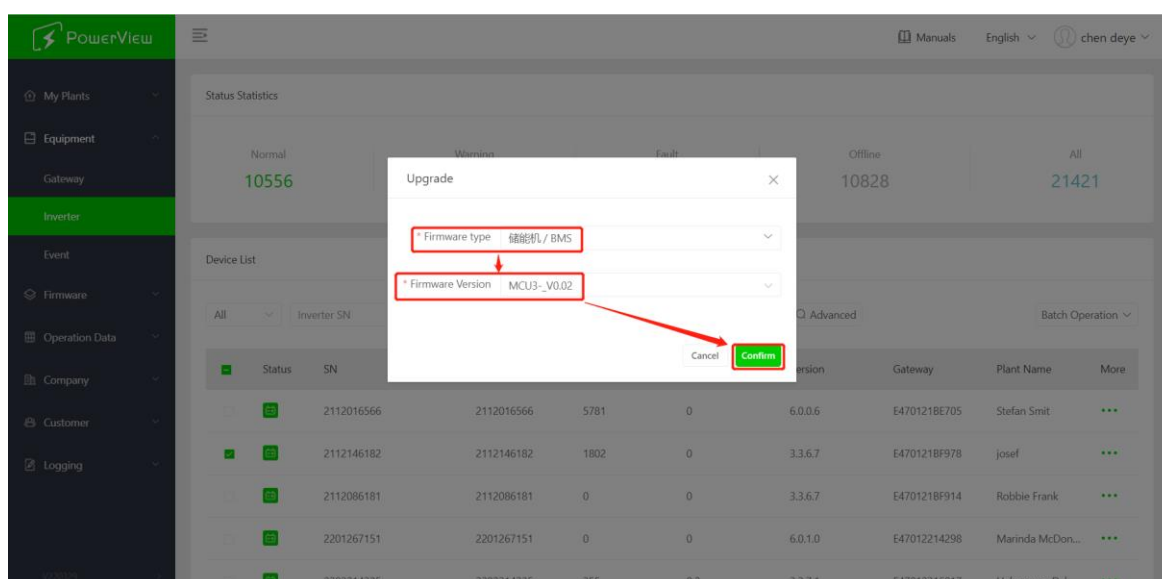 PowerView
Manuals English chen deye
My Plants
Equipment
Gateway
Inverter
Event
Firmware
Operation Data
Company
Customer
Logging
Status Statistics
Normal Warning Fault Offline All
10556 10828 21421
Upgrade
* Firmware type 储能机 / BMS
* Firmware Version MCU3-_V0.02
Cancel Confirm
Device List
All Inverter SN Advanced Batch Operation
Status SN Gateway Plant Name More
2112016566 2112016566 5781 0 6.0.0.6 E470121BE705 Stefan Smit
2112146182 2112146182 1802 0 3.3.6.7 E470121BF978 josef
2112086181 2112086181 0 0 3.3.6.7 E470121BF914 Robbie Frank
2201267151 2201267151 0 0 6.0.1.0 E47012214298 Marinda McDon...